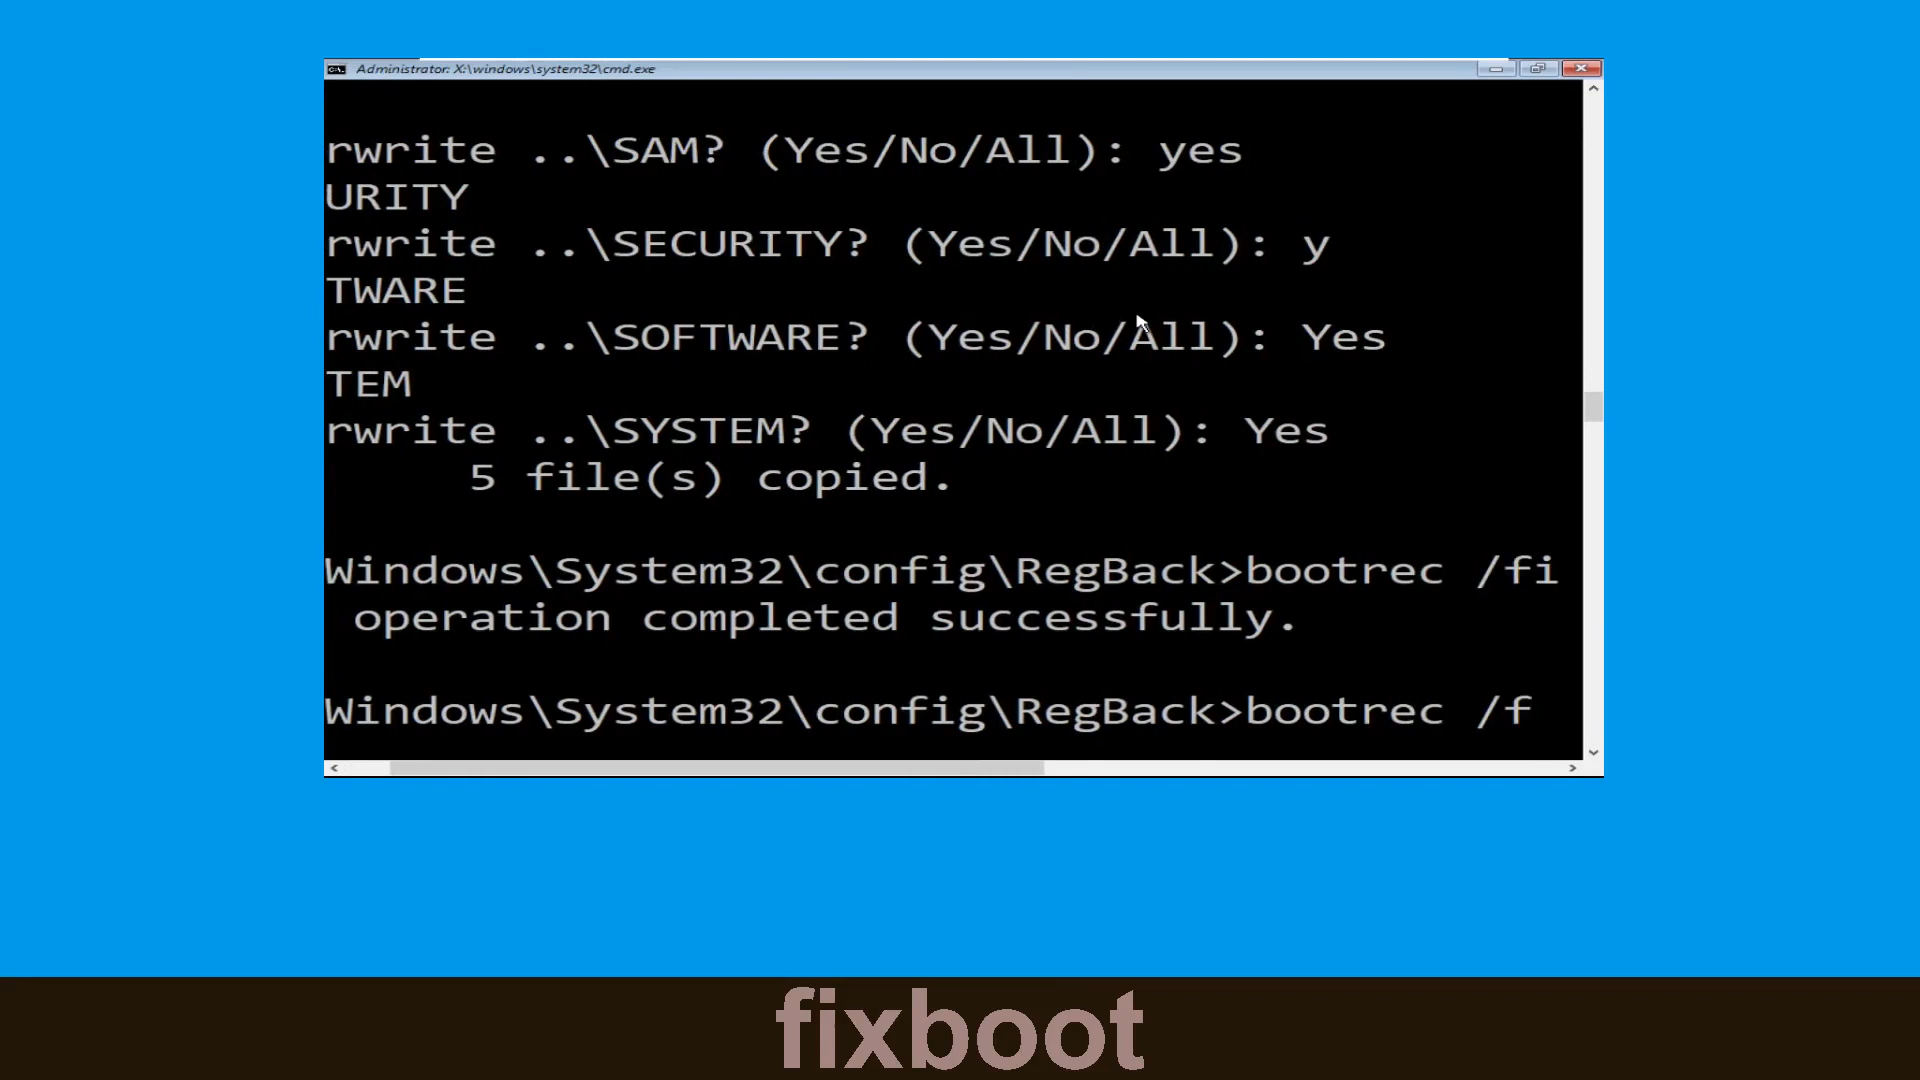 Administrator: X:\windows\system32\cmd.exe
rwrite ..\SAM? (Yes/No/All): yes
URITY
rwrite ..\SECURITY? (Yes/No/All): y
TWARE
rwrite ..\SOFTWARE? (Yes/No/All): Yes
TEM
rwrite ..\SYSTEM? (Yes/No/All): Yes
5 file(s) copied.
Windows\System32\config\RegBack>bootrec /fi
operation completed successfully.
Windows\System32\config\RegBack>bootrec /f
fixboot